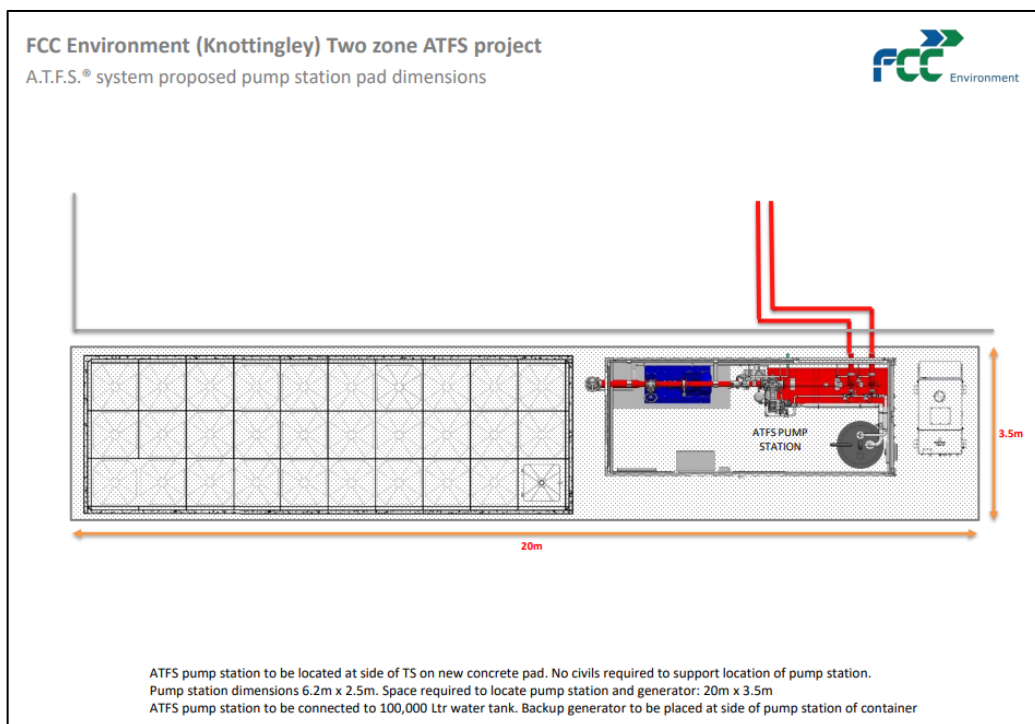 FCC Environment (Knottingley) Two zone ATFS project
A.T.F.S.® system proposed pump station pad dimensions
FCC
Environment
ATFS PUMP
STATION
3.5m
20m
ATFS pump station to be located at side of TS on new concrete pad. No civils required to support location of pump station.
Pump station dimensions 6.2m x 2.5m. Space required to locate pump station and generator: 20m x 3.5m
ATFS pump station to be connected to 100,000 Ltr water tank. Backup generator to be placed at side of pump station of container